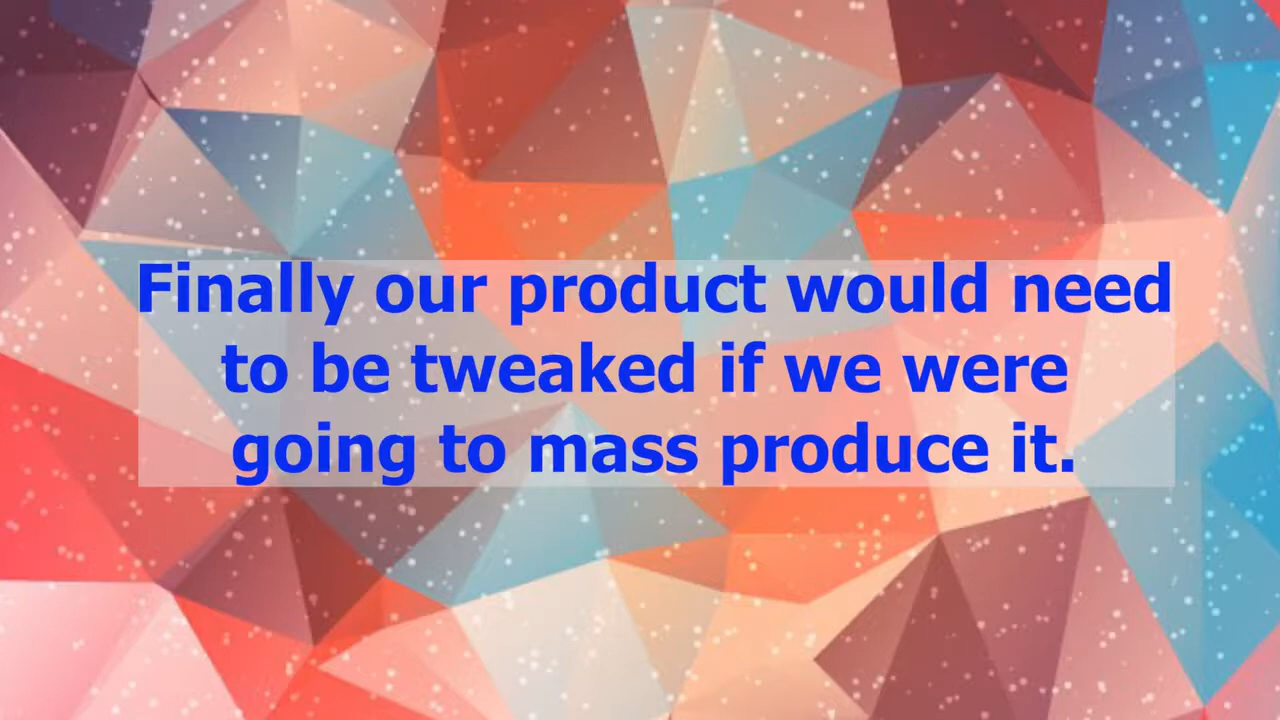 Finally our product would need
to be tweaked if we were
going to mass produce it.